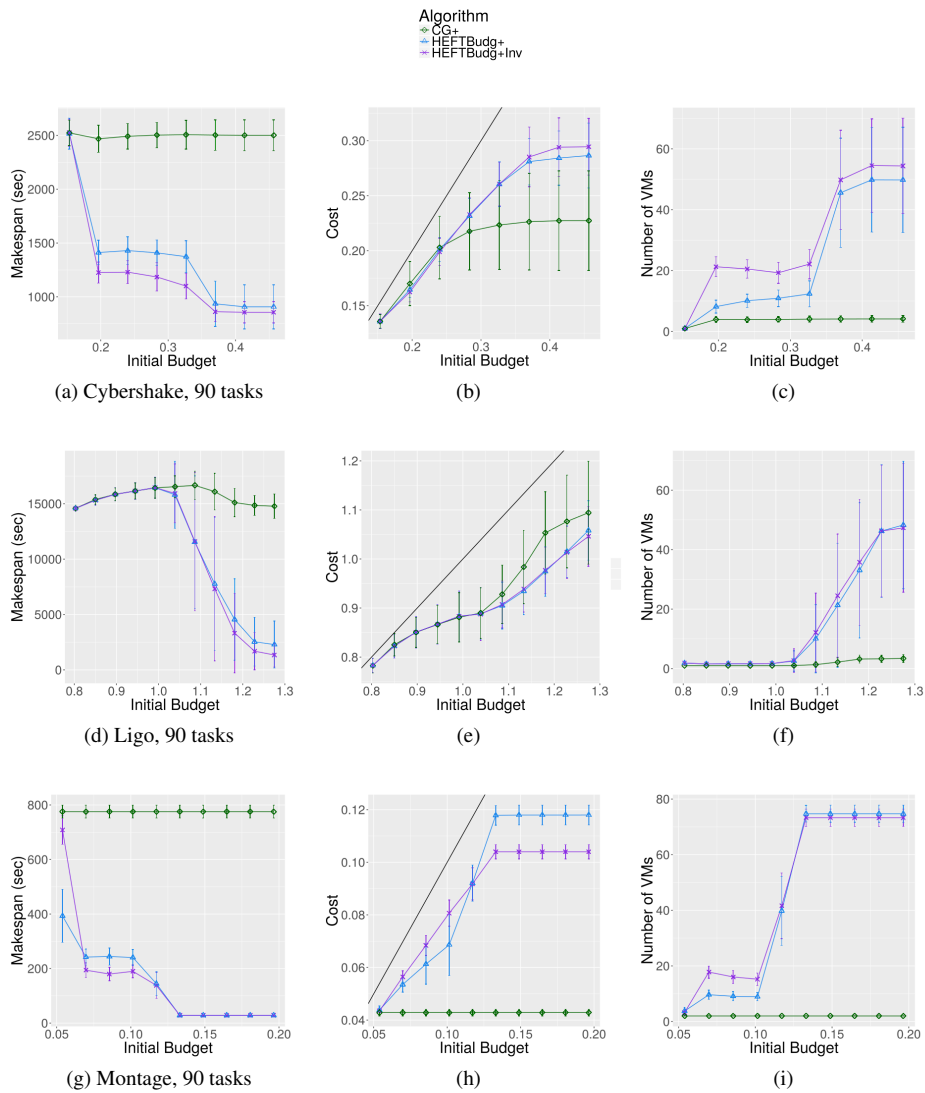 Algorithm
CG+
HEFTBudg+
HEFTBudg+Inv
Makespan (sec)
2500
2000
1500
1000
0.2 0.3 0.4
Initial Budget
(a) Cybershake, 90 tasks
Cost
0.30
0.25
0.20
0.15
0.2 0.3 0.4
Initial Budget
(b)
Number of VMs
60
40
20
0
0.2 0.3 0.4
Initial Budget
(c)
Makespan (sec)
15000
10000
5000
0
0.8 0.9 1.0 1.1 1.2 1.3
Initial Budget
(d) Ligo, 90 tasks
Cost
1.2
1.1
1.0
0.9
0.8
0.8 0.9 1.0 1.1 1.2 1.3
Initial Budget
(e)
Number of VMs
60
40
20
0
0.8 0.9 1.0 1.1 1.2 1.3
Initial Budget
(f)
Makespan (sec)
800
600
400
200
0
0.05 0.10 0.15 0.20
Initial Budget
(g) Montage, 90 tasks
Cost
0.12
0.10
0.08
0.06
0.04
0.05 0.10 0.15 0.20
Initial Budget
(h)
Number of VMs
80
60
40
20
0
0.05 0.10 0.15 0.20
Initial Budget
(i)